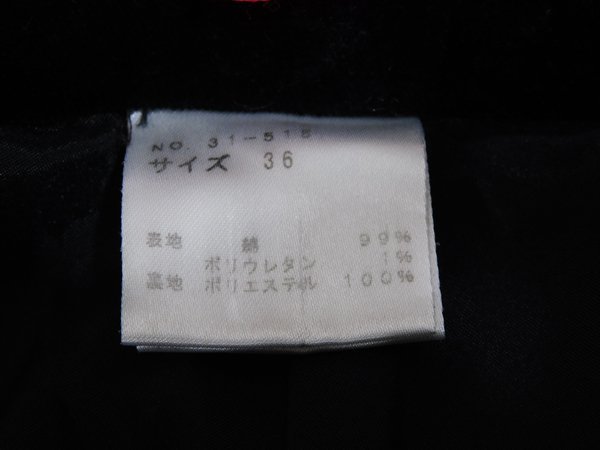 NO. 31-518
サイズ 36
表地 綿 99%
ポリウレタン 1%
裏地 ポリエステル 100%